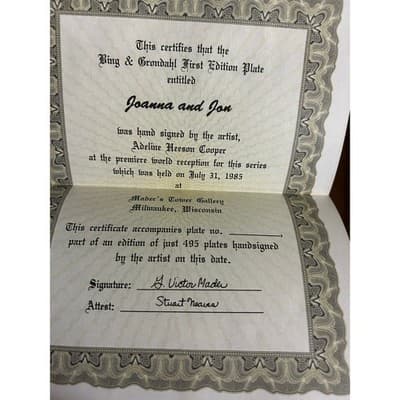 This certifies that the
Bing & Grondahl First Edition Plate
entitled
Joanna and Jon
was hand signed by the artist,
Adeline Heeson Cooper
at the premiere world reception for this series
which was held on July 31, 1985
at
Mader's Tower Gallery
Milwaukee, Wisconsin
This certificate accompanies plate no.
part of an edition of just 495 plates handsigned
by the artist on this date.
Signature: G. Victor Mader
Attest: Stuart